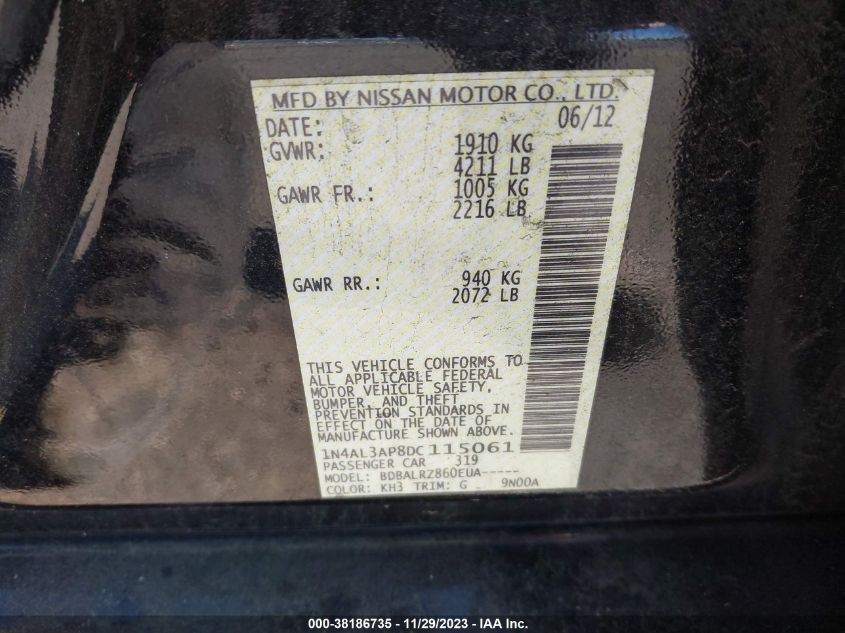 MFD BY NISSAN MOTOR CO., LTD.
DATE: 06/12
GVWR: 1910 KG
4211 LB
GAWR FR.: 1005 KG
2216 LB
GAWR RR.: 940 KG
2072 LB
THIS VEHICLE CONFORMS TO
ALL APPLICABLE FEDERAL
MOTOR VEHICLE SAFETY,
BUMPER, AND THEFT
PREVENTION STANDARDS IN
EFFECT ON THE DATE OF
MANUFACTURE SHOWN ABOVE.
1N4AL3AP8DC115061
PASSENGER CAR 319
MODEL: BDBALRZ860EUA-----
COLOR: KH3 TRIM: G 9N00A
000-38186735 - 11/29/2023 - IAA Inc.